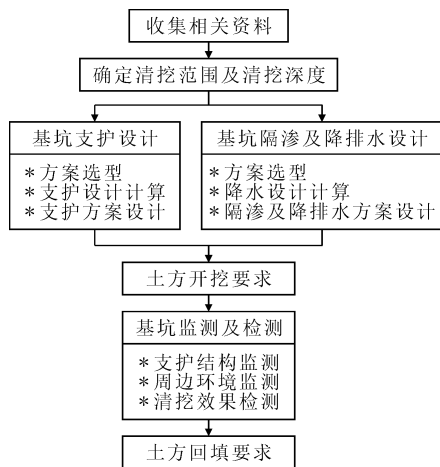 收集相关资料
确定清挖范围及清挖深度
基坑支护设计
*方案选型
*支护设计计算
*支护方案设计
基坑隔渗及降排水设计
*方案选型
*降水设计计算
*隔渗及降排水方案设计
土方开挖要求
基坑监测及检测
*支护结构监测
*周边环境监测
*清挖效果检测
土方回填要求